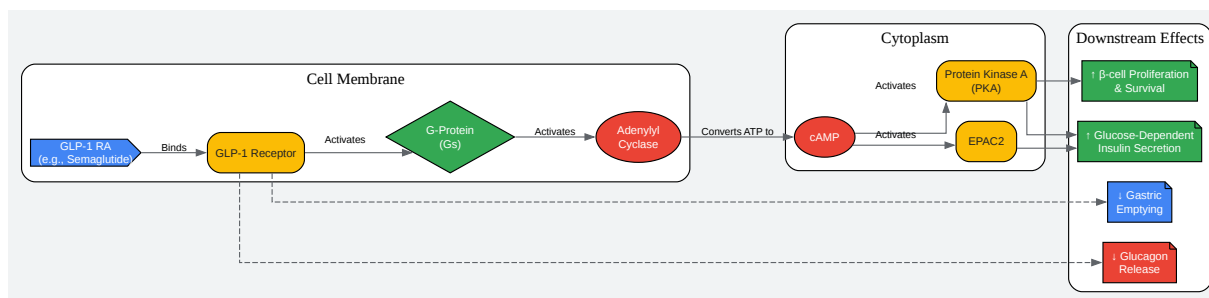 Cell Membrane
GLP-1 RA
(e.g., Semaglutide)
Binds
GLP-1 Receptor
Activates
G-Protein
(Gs)
Activates
Adenylyl
Cyclase
Converts ATP to
Cytoplasm
cAMP
Activates
Activates
Protein Kinase A
(PKA)
EPAC2
Downstream Effects
↑ β-cell Proliferation
& Survival
↑ Glucose-Dependent
Insulin Secretion
↓ Gastric
Emptying
↓ Glucagon
Release